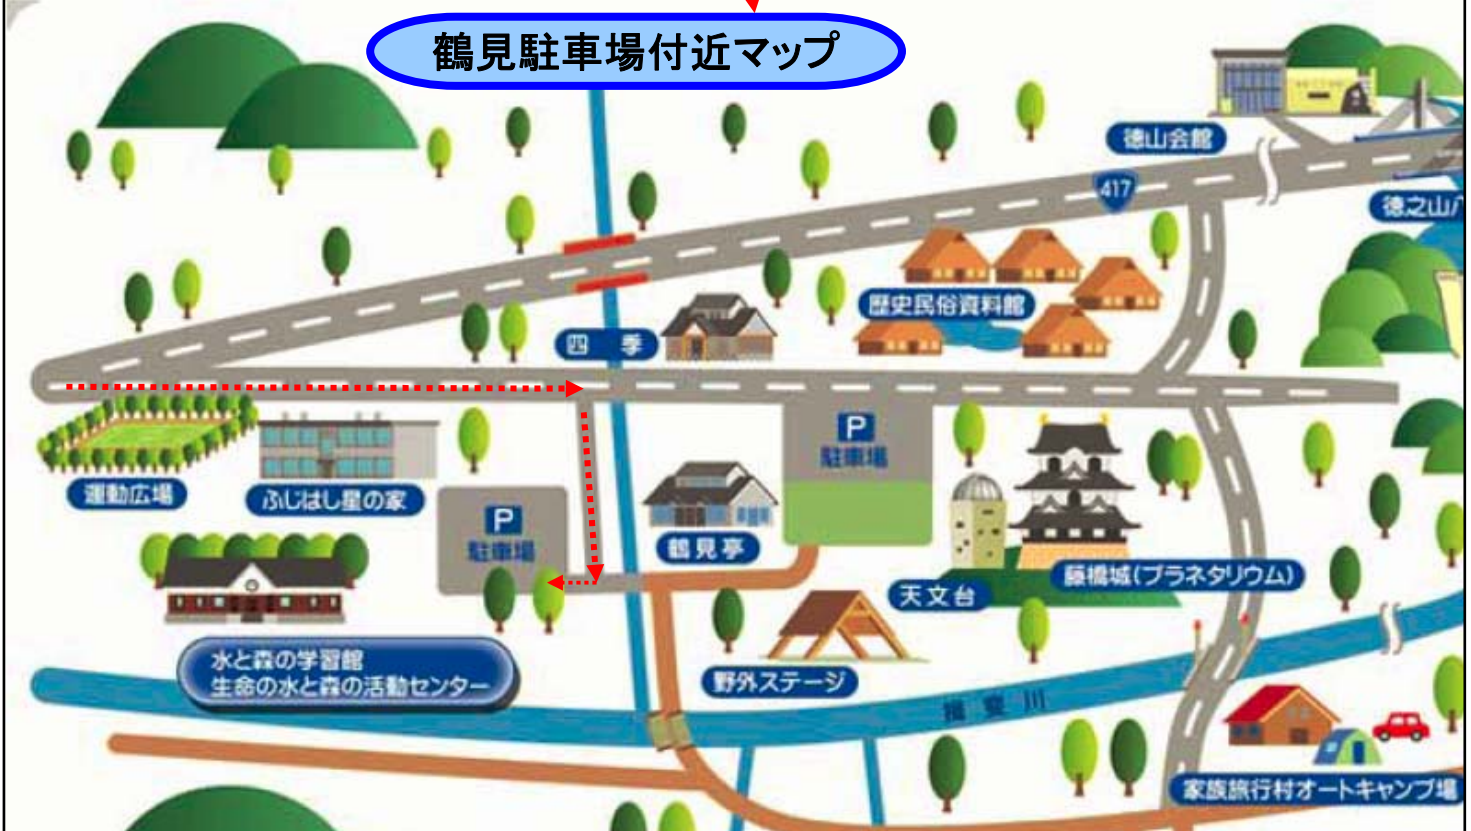 鶴見駐車場付近マップ
徳山会館
417
徳之山八
歴史民俗資料館
四 季
P
駐車場
運動広場
ふじはし星の家
P
駐車場
鶴見亭
藤橋城(プラネタリウム)
天文台
水と森の学習館
生命の水と森の活動センター
野外ステージ
揖斐川
家族旅行村オートキャンプ場